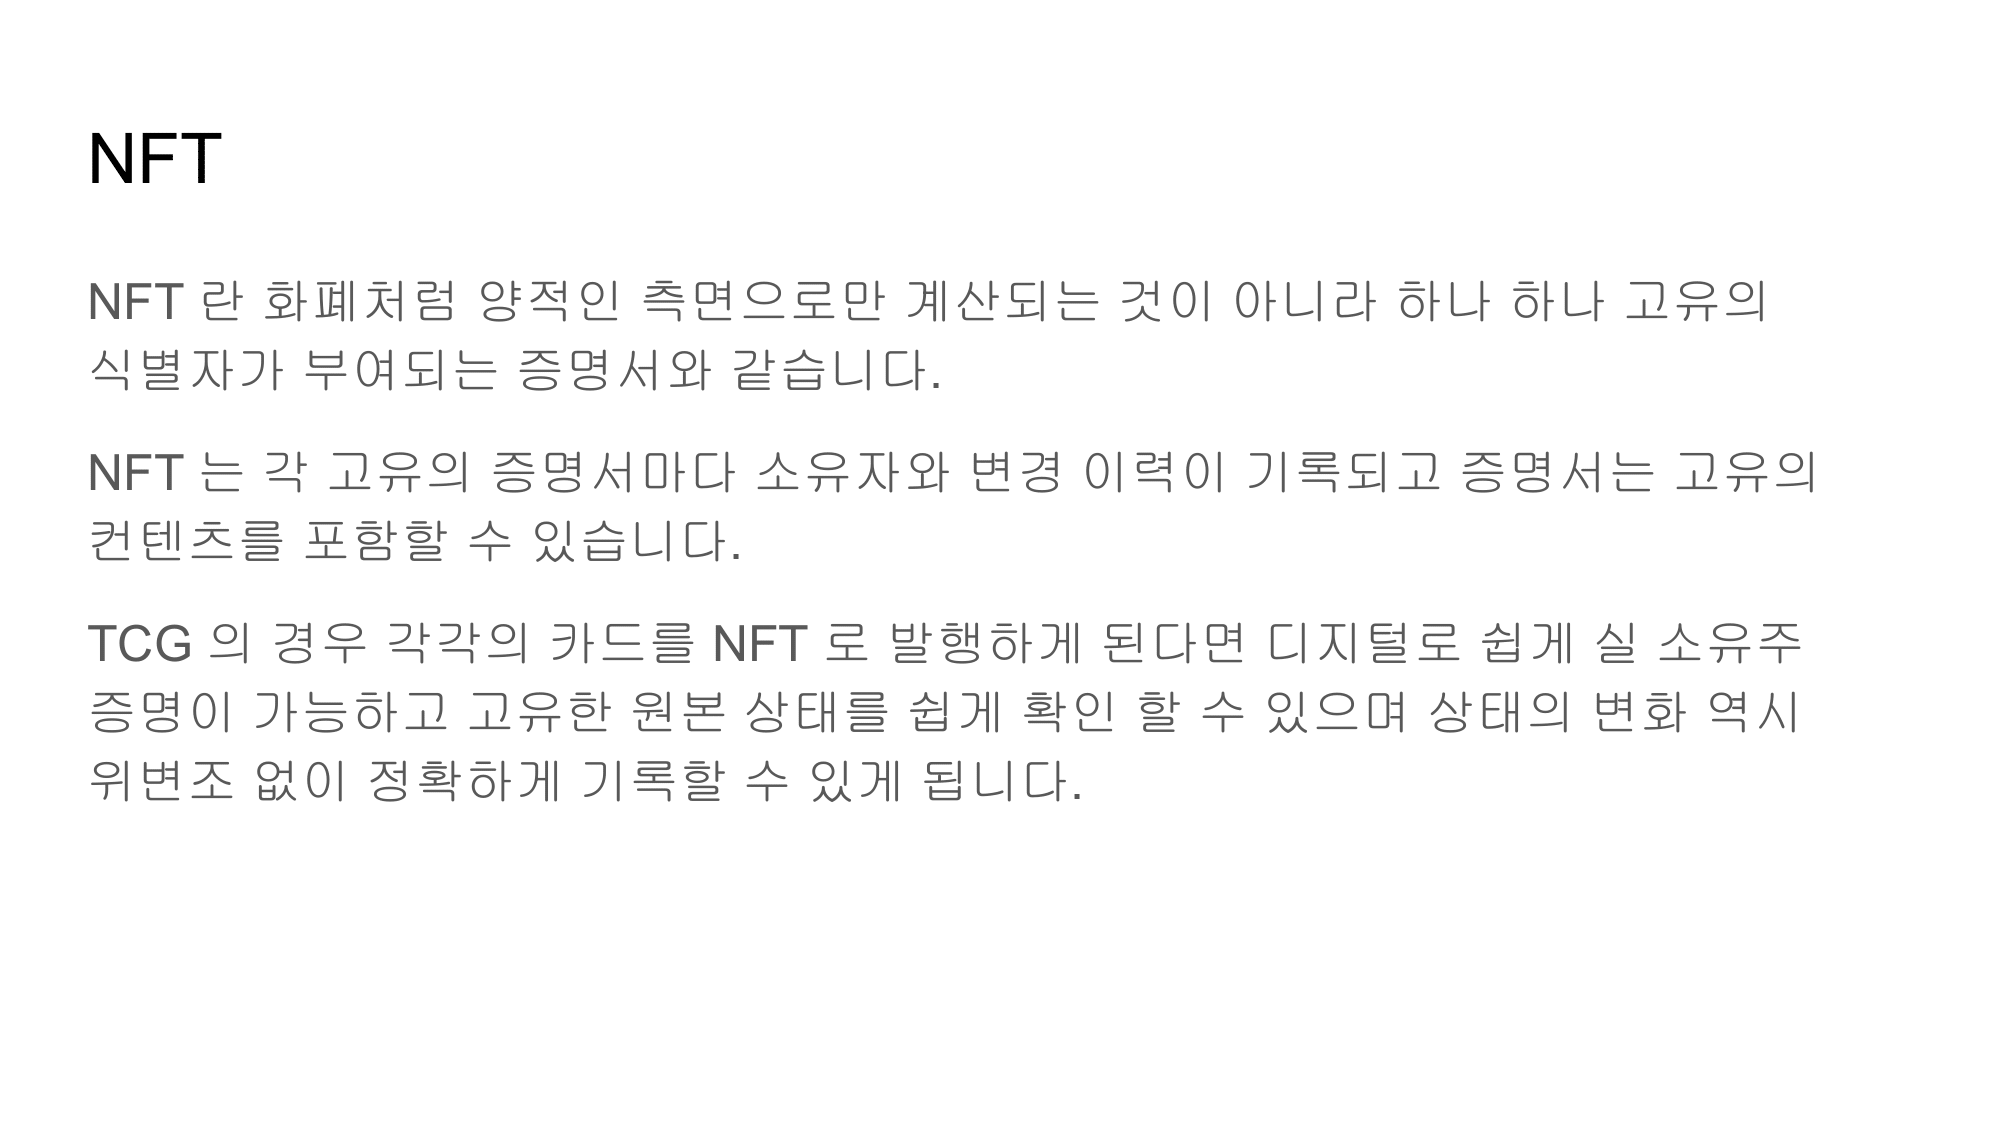 NFT
NFT 란 화폐처럼 양적인 측면으로만 계산되는 것이 아니라 하나 하나 고유의
식별자가 부여되는 증명서와 같습니다.
NFT 는 각 고유의 증명서마다 소유자와 변경 이력이 기록되고 증명서는 고유의
컨텐츠를 포함할 수 있습니다.
TCG 의 경우 각각의 카드를 NFT 로 발행하게 된다면 디지털로 쉽게 실 소유주
증명이 가능하고 고유한 원본 상태를 쉽게 확인 할 수 있으며 상태의 변화 역시
위변조 없이 정확하게 기록할 수 있게 됩니다.